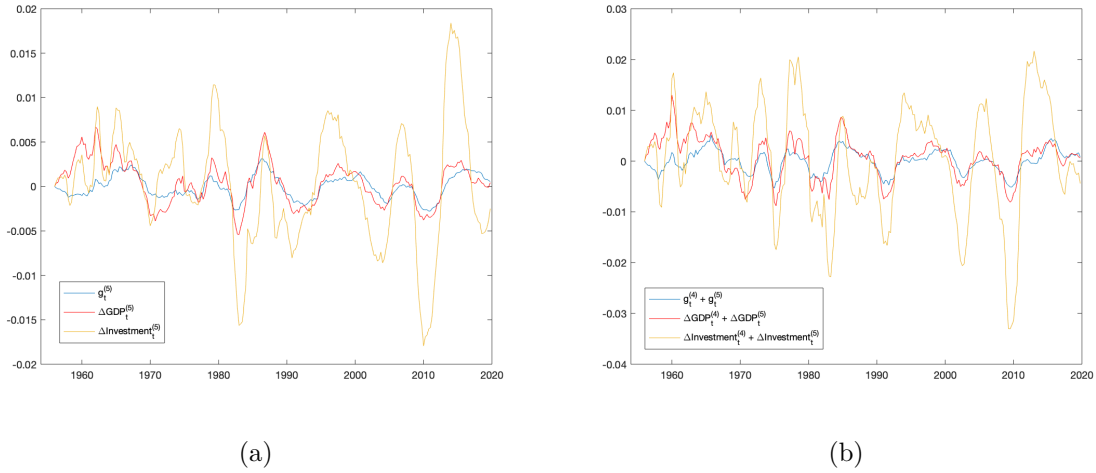 0.02
0.015
0.01
0.005
0
-0.005
-0.01
-0.015
-0.02
1960 1970 1980 1990 2000 2010 2020
g_t^(5)
ΔGDP_t^(5)
ΔInvestment_t^(5)
(a)
0.03
0.02
0.01
0
-0.01
-0.02
-0.03
-0.04
1960 1970 1980 1990 2000 2010 2020
g_t^(4) + g_t^(5)
ΔGDP_t^(4) + ΔGDP_t^(5)
ΔInvestment_t^(4) + ΔInvestment_t^(5)
(b)